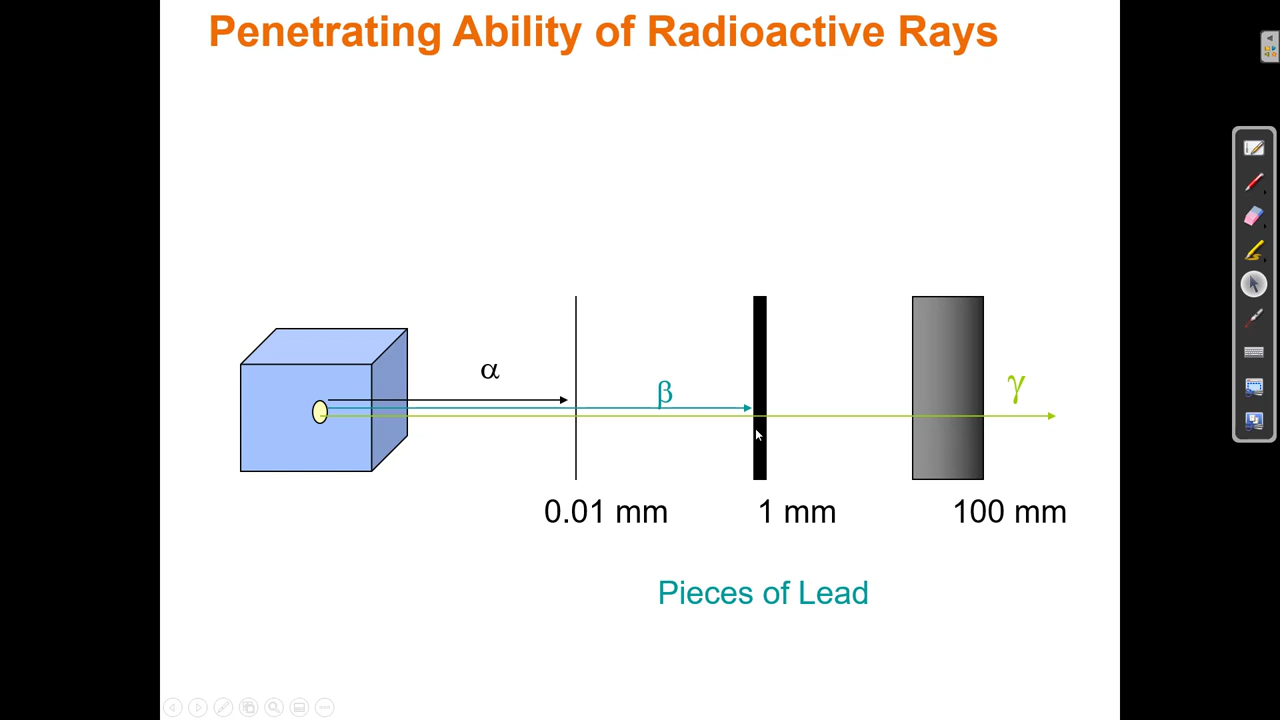 Penetrating Ability of Radioactive Rays
α
β
γ
0.01 mm
1 mm
100 mm
Pieces of Lead